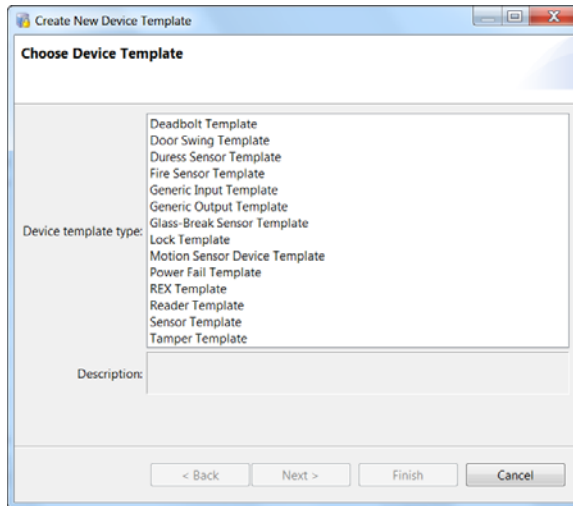 Create New Device Template
Choose Device Template
Device template type:
Deadbolt Template
Door Swing Template
Duress Sensor Template
Fire Sensor Template
Generic Input Template
Generic Output Template
Glass-Break Sensor Template
Lock Template
Motion Sensor Device Template
Power Fail Template
REX Template
Reader Template
Sensor Template
Tamper Template
Description:
< Back Next > Finish Cancel